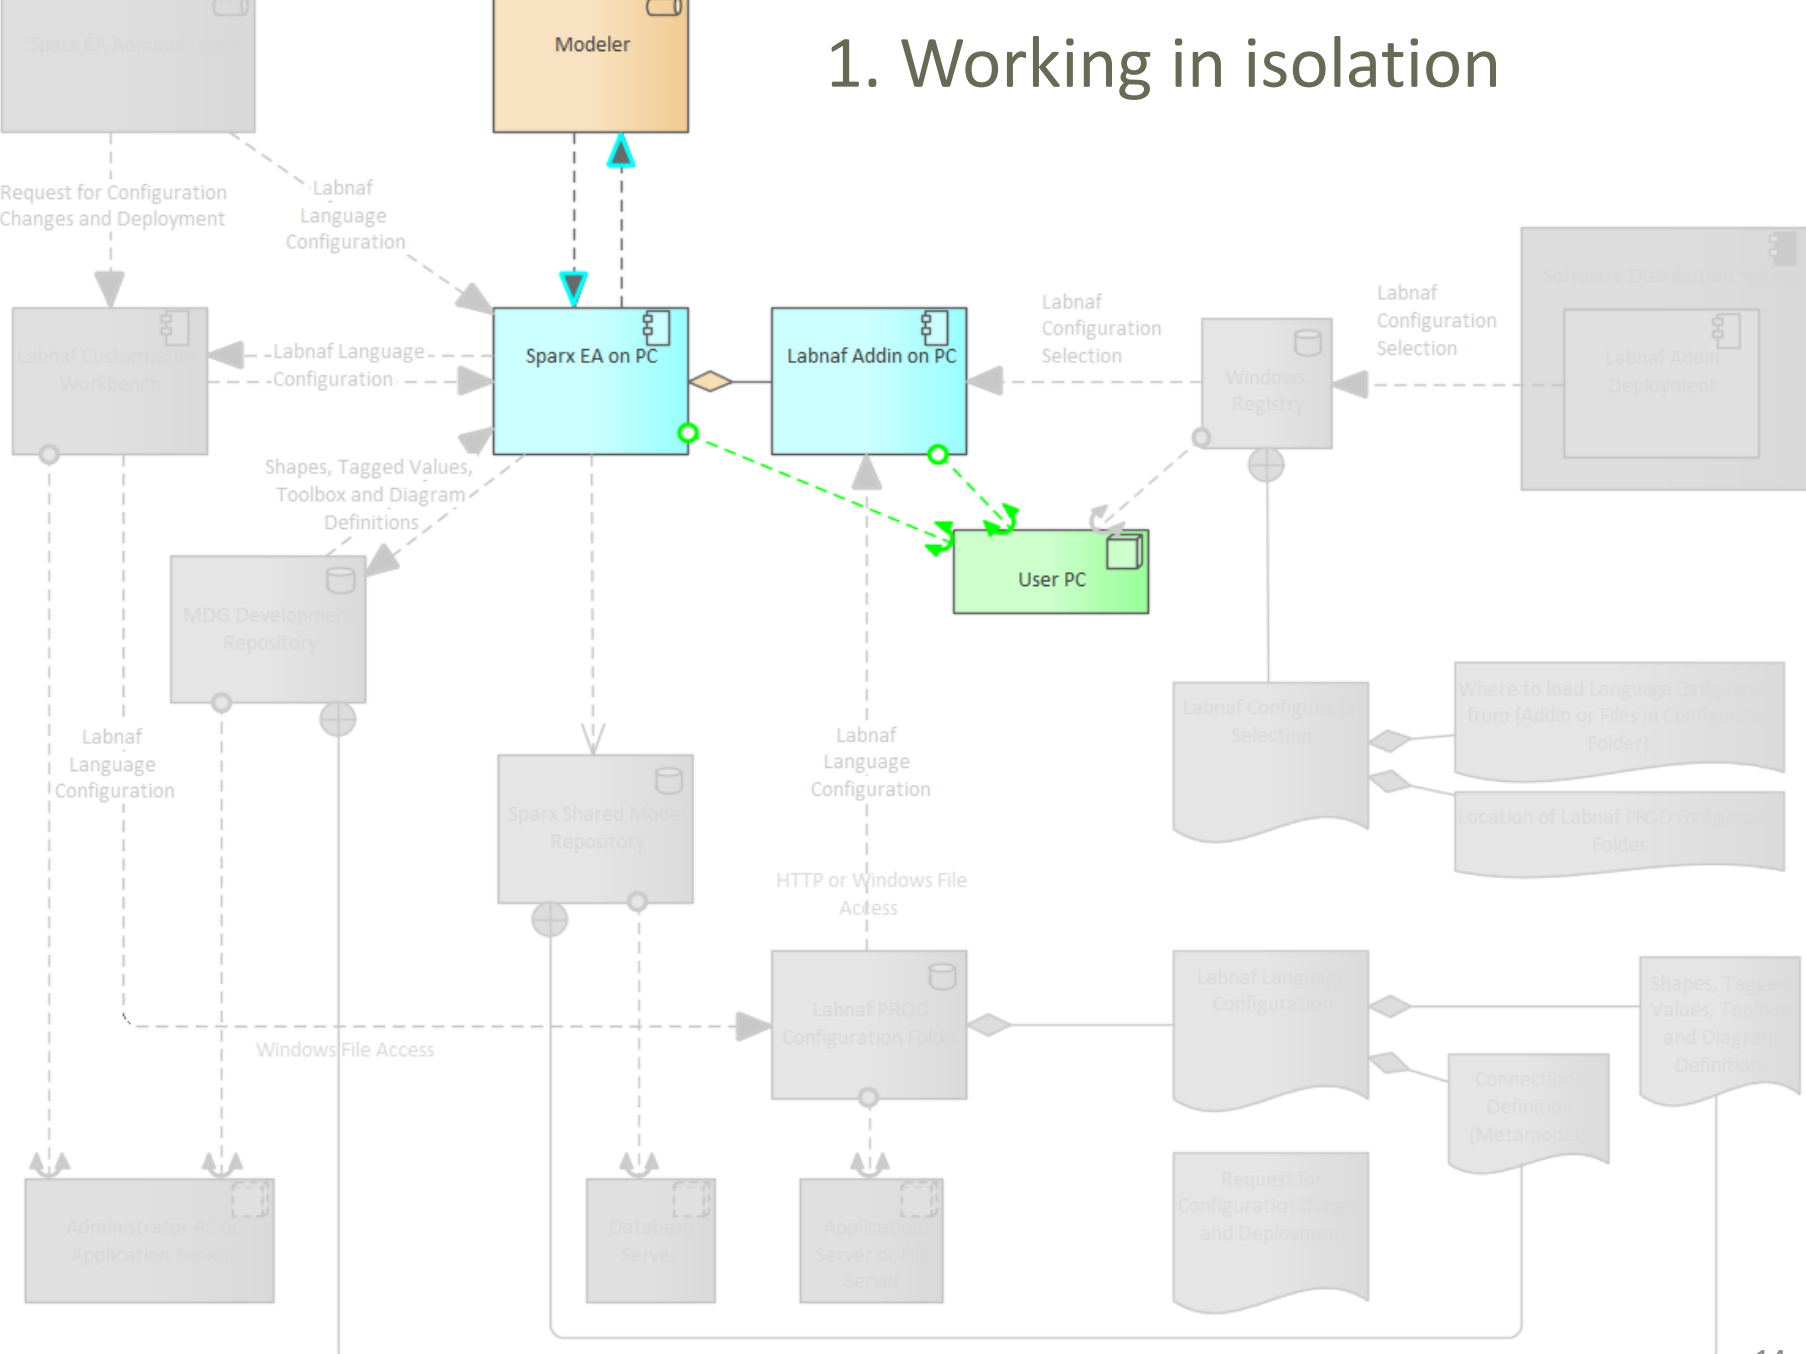 1. Working in isolation
Sparx EA Administrator
Modeler
Request for Configuration
Changes and Deployment
Labnaf
Language
Configuration
Labnaf
Configuration
Selection
Labnaf
Configuration
Selection
Software Distribution
Labnaf Customization
Workbench
Labnaf Language
Configuration
Sparx EA on PC
Labnaf Addin on PC
Windows
Registry
Labnaf Addin
Deployment
Shapes, Tagged Values,
Toolbox and Diagram
Definitions
User PC
MDG Development
Repository
Labnaf
Language
Configuration
Sparx Shared Model
Repository
Labnaf
Language
Configuration
Labnaf Configuration
Selection
Where to load Language Configuration
from (Addin or Files in Configuration
Folder)
Location of Labnaf PROD Configuration
Folder
HTTP or Windows File
Access
Labnaf PROD
Configuration Folder
Windows File Access
Labnaf Language
Configuration
Shapes, Tagged
Values, Toolbox
and Diagram
Definitions
Connections
Definition
(Metamodel)
Administrator PC or
Application Server
Database
Server
Application
Server or File
Server
Request for
Configuration Changes
and Deployment
14